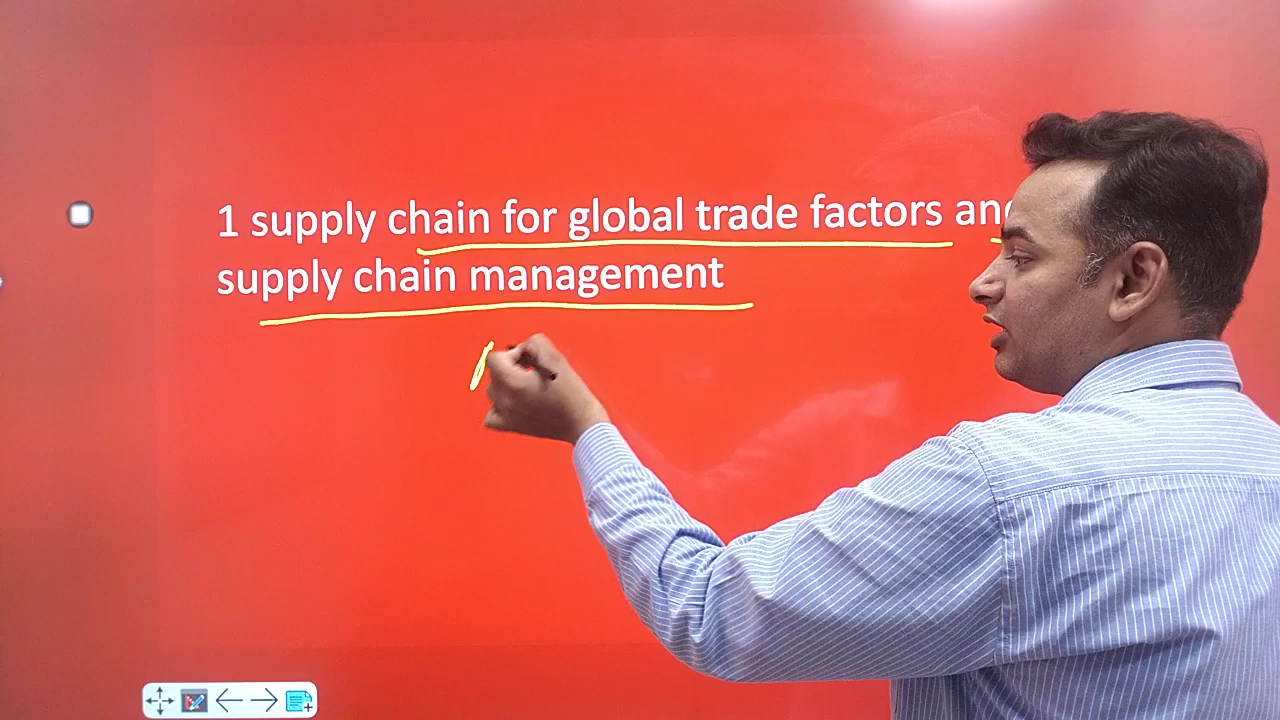 1 supply chain for global trade factors
supply chain management